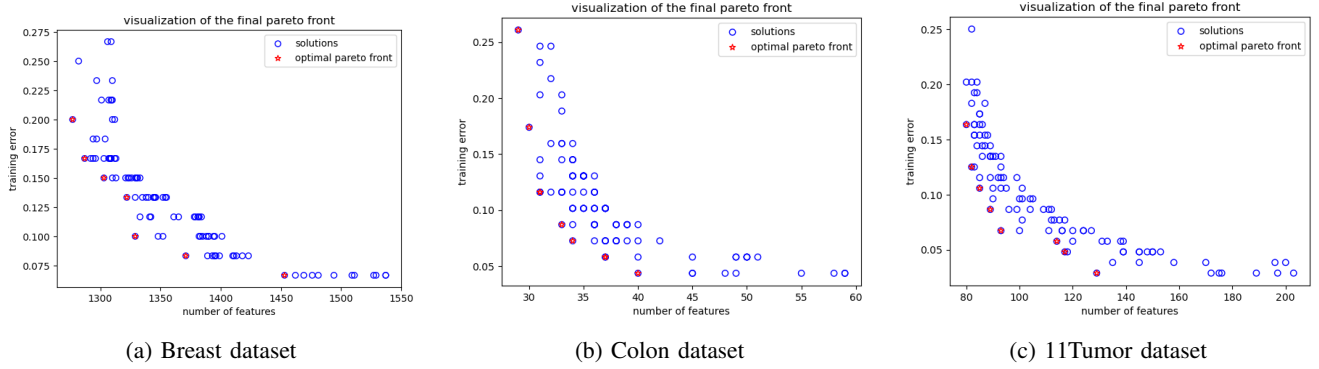 visualization of the final pareto front
solutions
optimal pareto front
training error
0.275
0.250
0.225
0.200
0.175
0.150
0.125
0.100
0.075
1300
1350
1400
1450
1500
1550
number of features
(a) Breast dataset
visualization of the final pareto front
solutions
optimal pareto front
training error
0.25
0.20
0.15
0.10
0.05
30
35
40
45
50
55
60
number of features
(b) Colon dataset
visualization of the final pareto front
solutions
optimal pareto front
training error
0.25
0.20
0.15
0.10
0.05
80
100
120
140
160
180
200
number of features
(c) 11Tumor dataset